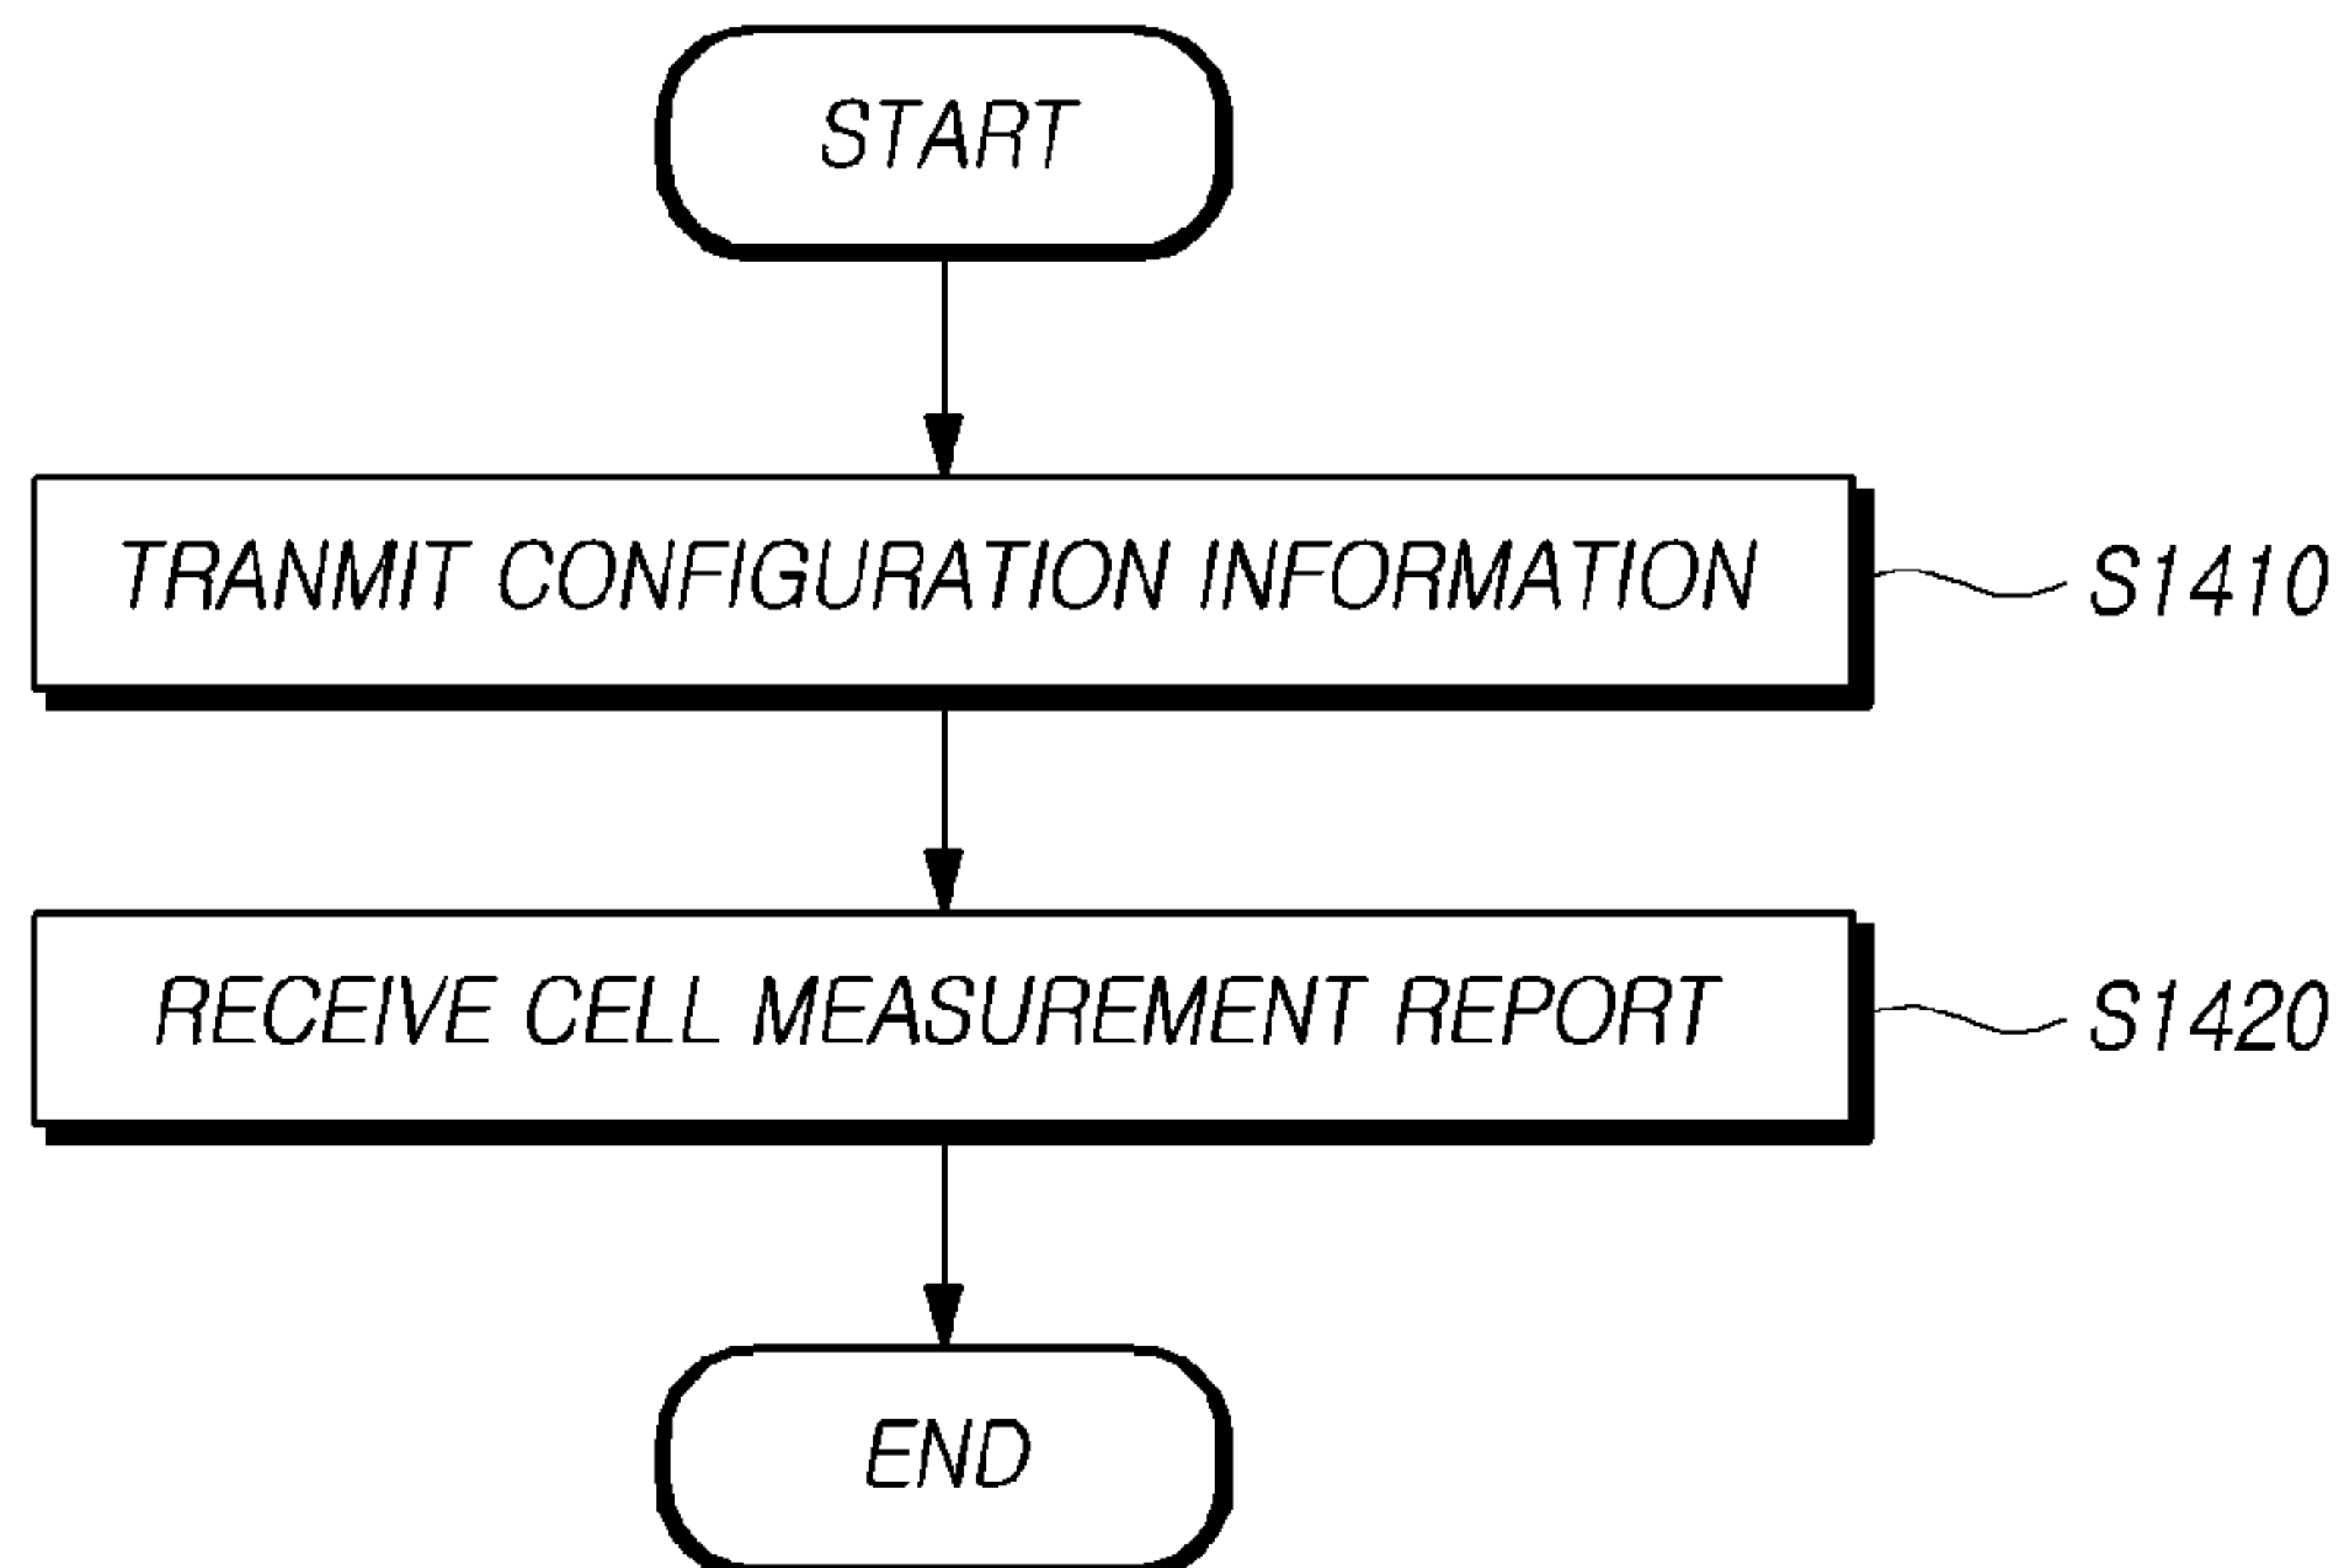 START
TRANMIT CONFIGURATION INFORMATION
S1410
RECEIVE CELL MEASUREMENT REPORT
S1420
END